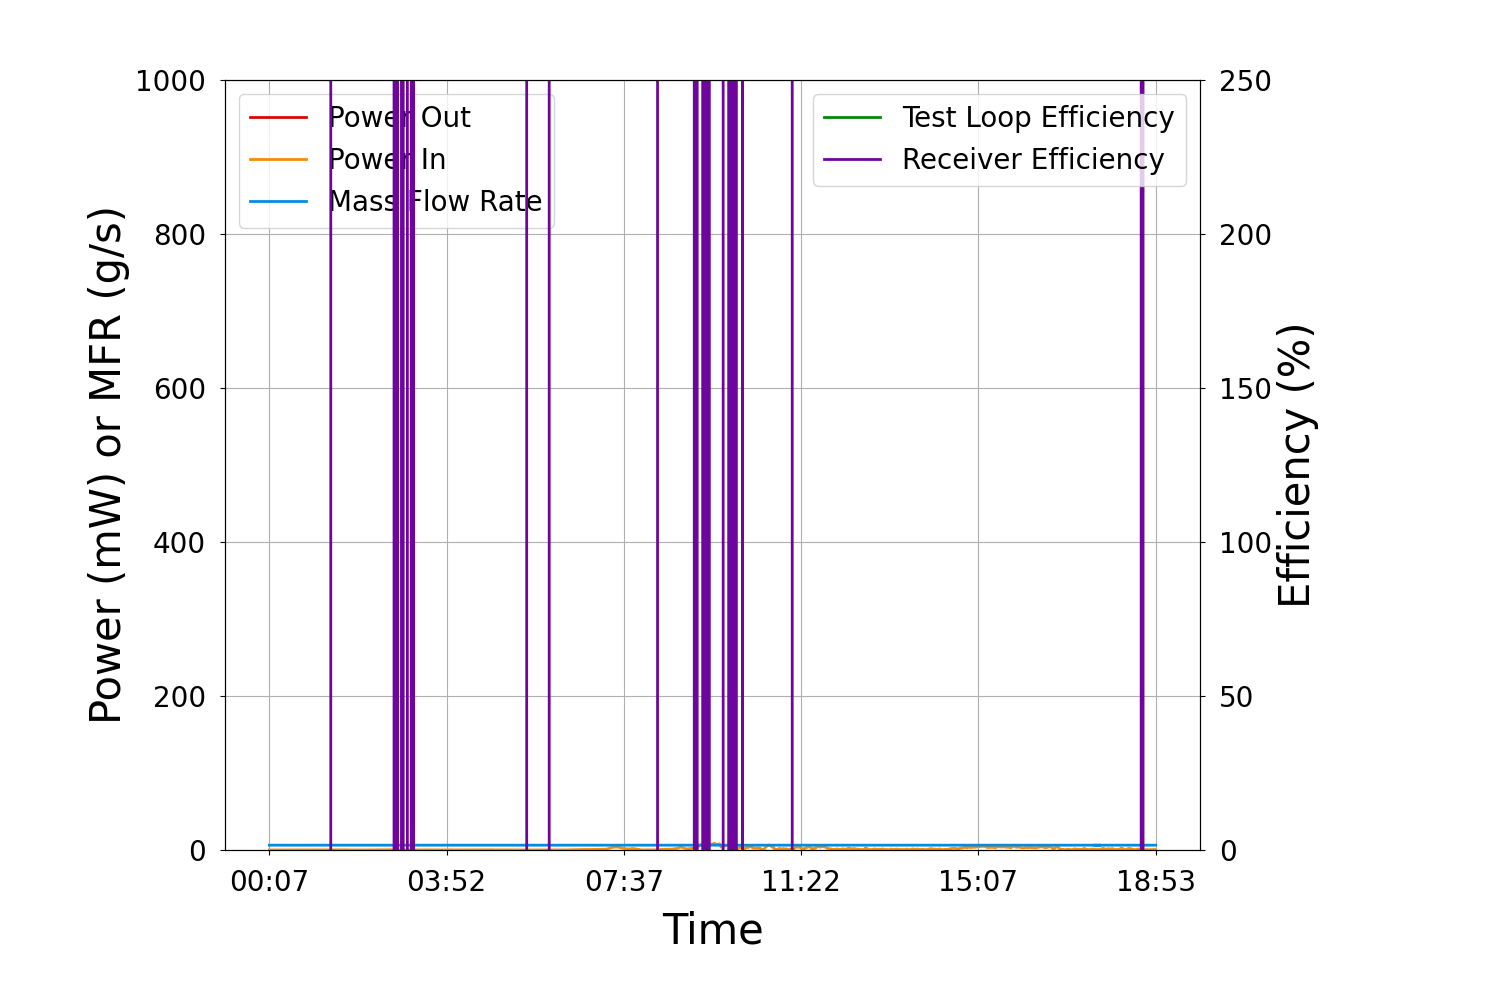 1000
800
600
400
200
0
Power (mW) or MFR (g/s)
Power Out
Power In
Mass Flow Rate
Test Loop Efficiency
Receiver Efficiency
250
200
150
100
50
0
Efficiency (%)
00:07 03:52 07:37 11:22 15:07 18:53
Time